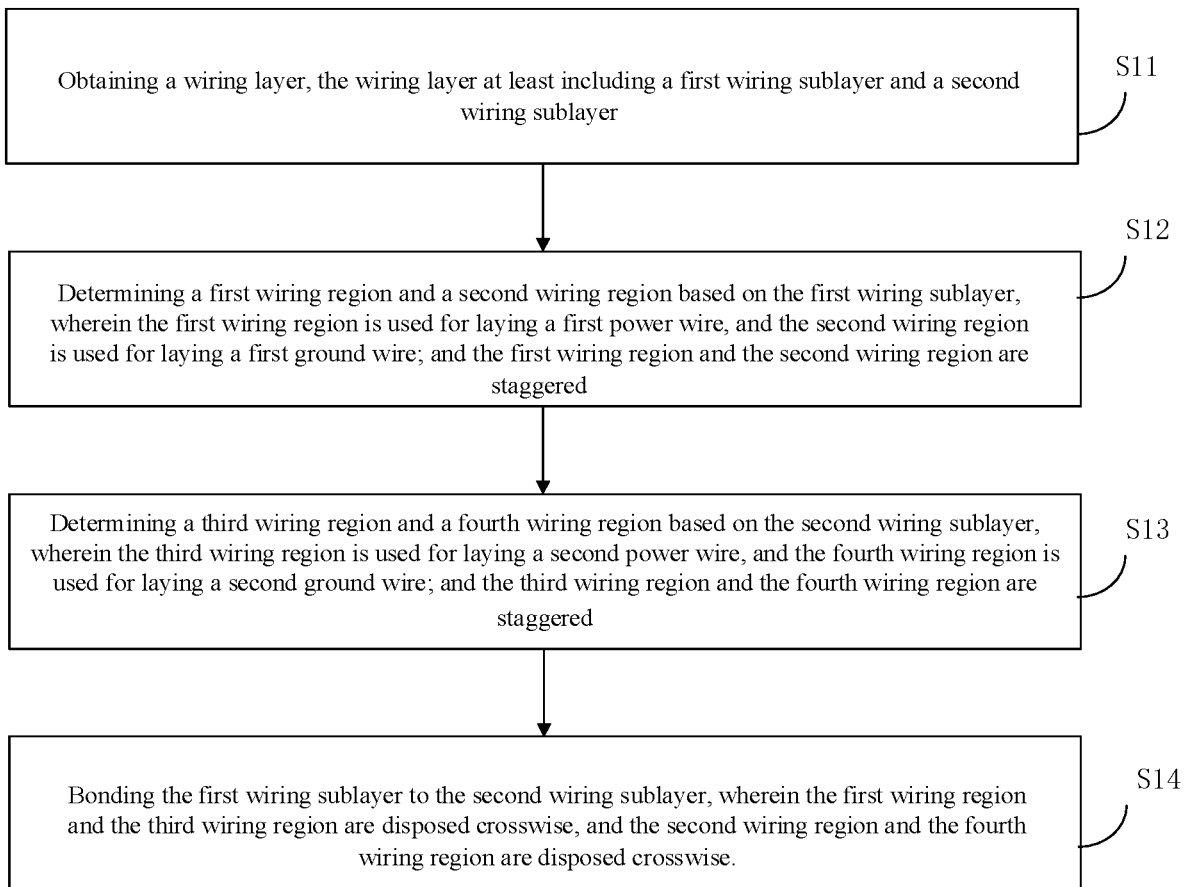 Obtaining a wiring layer, the wiring layer at least including a first wiring sublayer and a second
wiring sublayer
S11
Determining a first wiring region and a second wiring region based on the first wiring sublayer,
wherein the first wiring region is used for laying a first power wire, and the second wiring region
is used for laying a first ground wire; and the first wiring region and the second wiring region are
staggered
S12
Determining a third wiring region and a fourth wiring region based on the second wiring sublayer,
wherein the third wiring region is used for laying a second power wire, and the fourth wiring region is
used for laying a second ground wire; and the third wiring region and the fourth wiring region are
staggered
S13
Bonding the first wiring sublayer to the second wiring sublayer, wherein the first wiring region
and the third wiring region are disposed crosswise, and the second wiring region and the fourth
wiring region are disposed crosswise.
S14